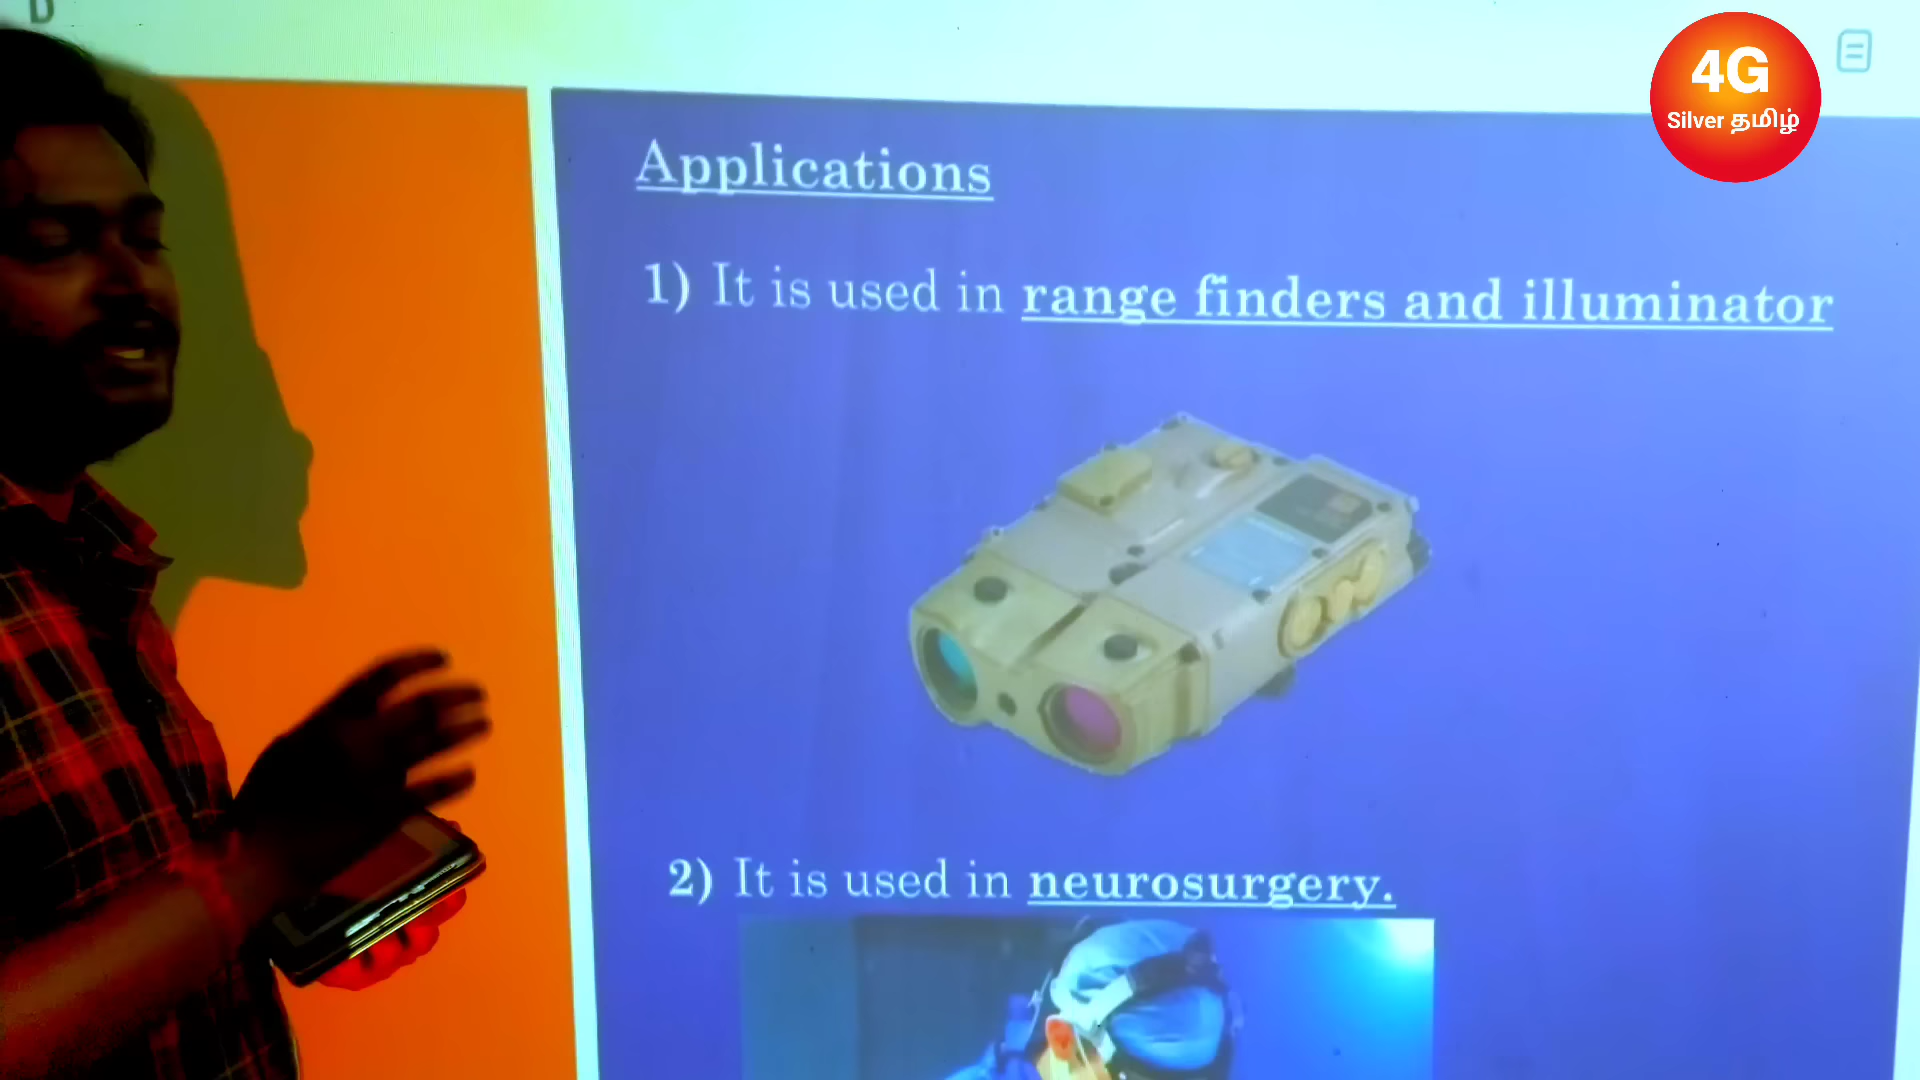 D
4G
Silver தமிழ்
Applications
1) It is used in range finders and illuminator
2) It is used in neurosurgery.